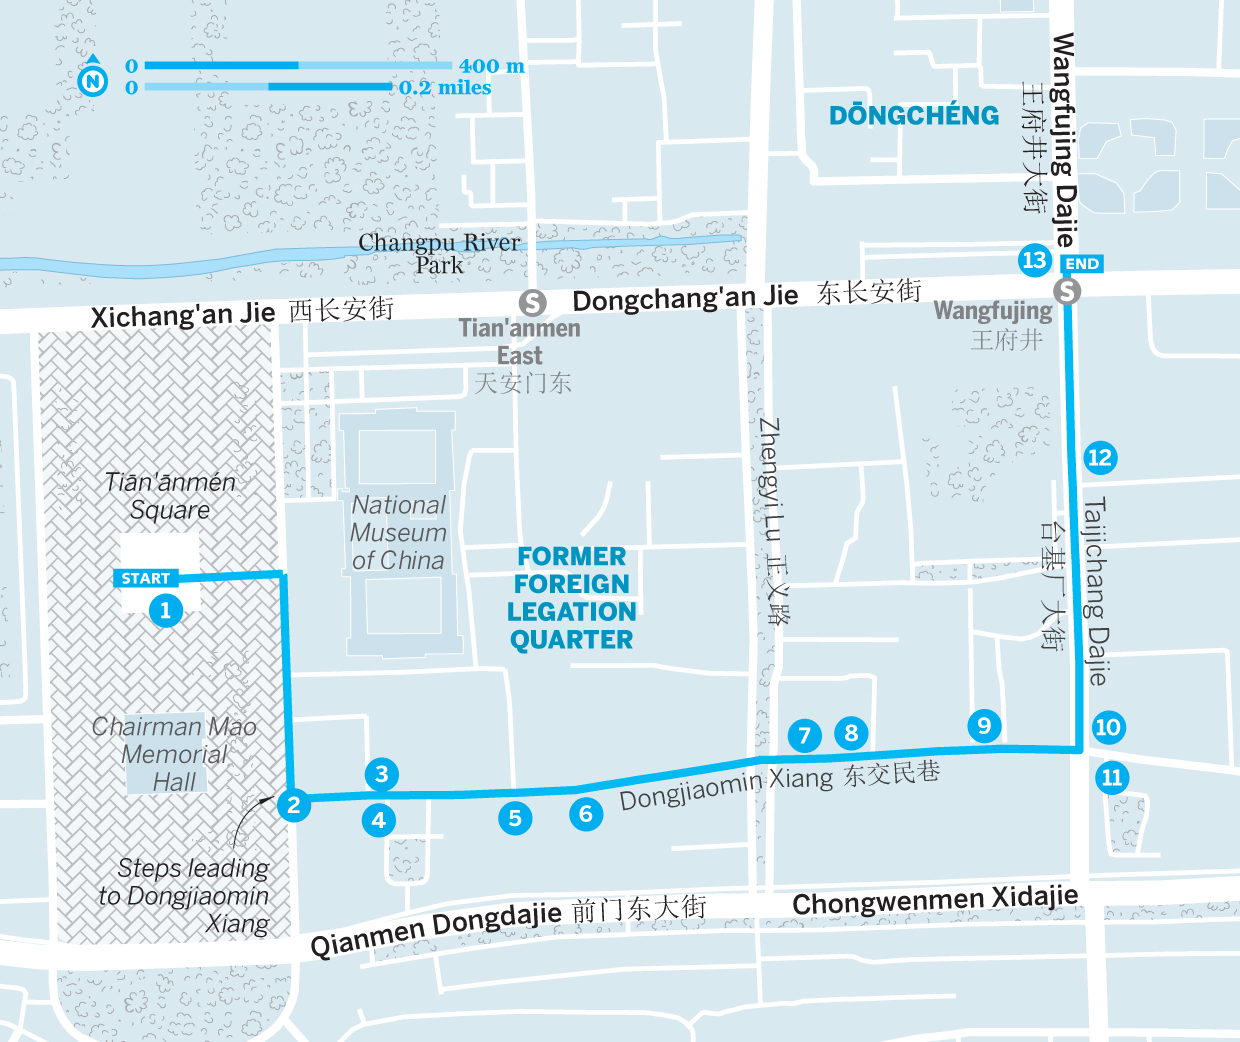 N
0
400 m
0
0.2 miles
DŌNGCHÉNG
Wangfujing Dajie
王府井大街
Changpu River
Park
13
END
Xichang'an Jie 西长安街
S
Dongchang'an Jie 东长安街
S
Tian'anmen
East
天安门东
Wangfujing
王府井
Zhengyi Lu 正义路
12
Tiān'ānmén
Square
National
Museum
of China
Taijichang Dajie
台基厂大街
FORMER
FOREIGN
LEGATION
QUARTER
START
1
Chairman Mao
Memorial
Hall
2
3
4
5
6
7
8
9
10
11
Dongjiaomin Xiang 东交民巷
Steps leading
to Dongjiaomin
Xiang
Qianmen Dongdajie 前门东大街
Chongwenmen Xidajie